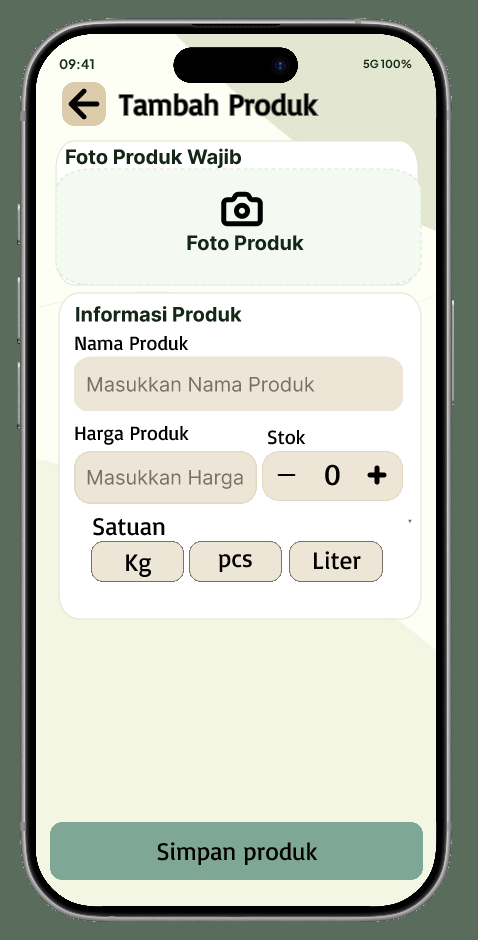 09:41
5G 100%
Tambah Produk
Foto Produk Wajib
Foto Produk
Informasi Produk
Nama Produk
Masukkan Nama Produk
Harga Produk
Stok
Masukkan Harga
− 0 +
Satuan
Kg pcs Liter
Simpan produk